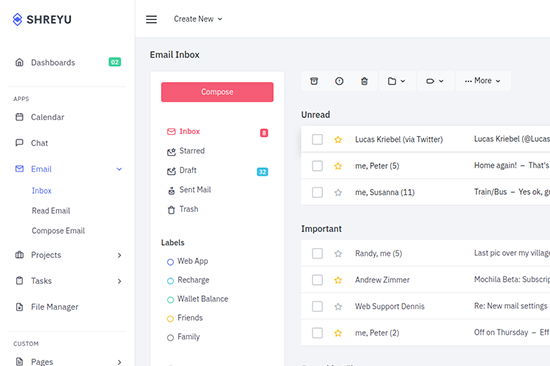 SHREYU
Create New
Dashboards 02
APPS
Calendar
Chat
Email
Inbox
Read Email
Compose Email
Projects
Tasks
File Manager
CUSTOM
Pages
Email Inbox
Compose
Inbox 8
Starred
Draft 32
Sent Mail
Trash
Labels
Web App
Recharge
Wallet Balance
Friends
Family
More
Unread
Lucas Kriebel (via Twitter) Lucas Kriebel (@Lucas
me, Peter (5) Home again! – That's
me, Susanna (11) Train/Bus – Yes ok, gr
Important
Randy, me (5) Last pic over my village
Andrew Zimmer Mochila Beta: Subscrip
Web Support Dennis Re: New mail settings
me, Peter (2) Off on Thursday – Eff